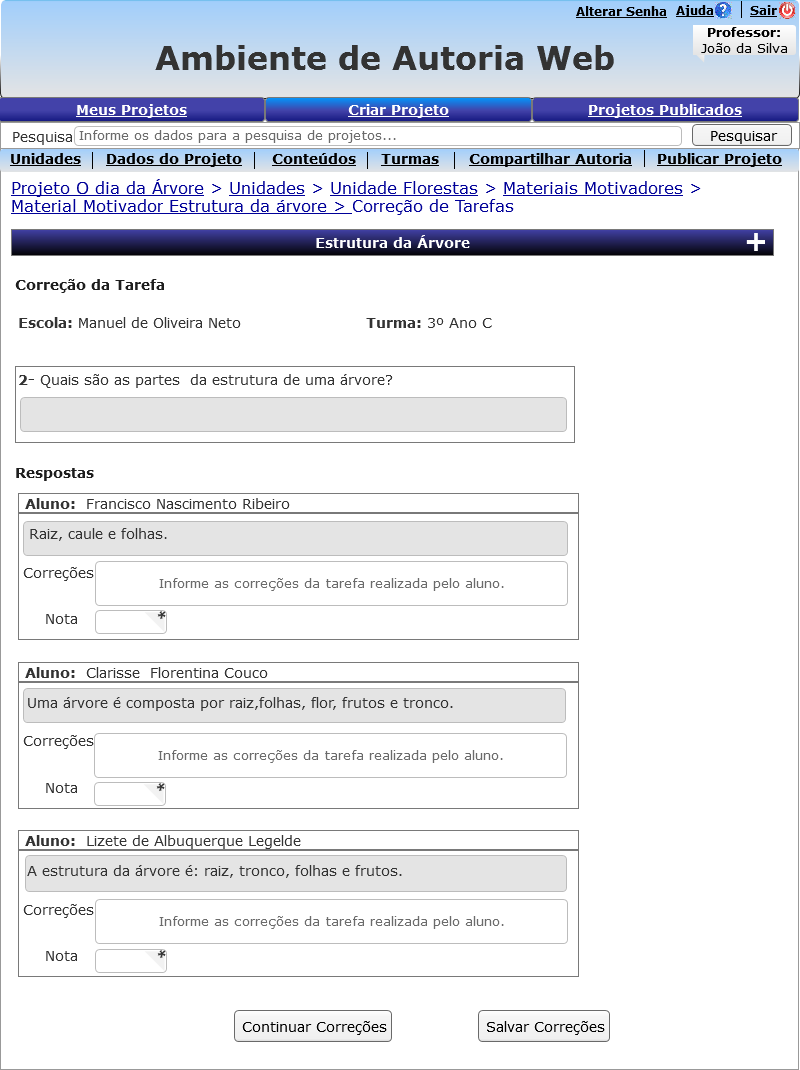 Alterar Senha Ajuda? Sair
Professor:
João da Silva
Ambiente de Autoria Web
Meus Projetos Criar Projeto Projetos Publicados
Pesquisa Informe os dados para a pesquisa de projetos... Pesquisar
Unidades | Dados do Projeto | Conteúdos | Turmas | Compartilhar Autoria | Publicar Projeto
Projeto O dia da Árvore > Unidades > Unidade Florestas > Materiais Motivadores >
Material Motivador Estrutura da árvore > Correção de Tarefas
Estrutura da Árvore +
Correção da Tarefa
Escola: Manuel de Oliveira Neto Turma: 3º Ano C
2- Quais são as partes  da estrutura de uma árvore?
Respostas
Aluno: Francisco Nascimento Ribeiro
Raiz, caule e folhas.
Correções Informe as correções da tarefa realizada pelo aluno.
Nota *
Aluno: Clarisse  Florentina Couco
Uma árvore é composta por raiz,folhas, flor, frutos e tronco.
Correções Informe as correções da tarefa realizada pelo aluno.
Nota *
Aluno: Lizete de Albuquerque Legelde
A estrutura da árvore é: raiz, tronco, folhas e frutos.
Correções Informe as correções da tarefa realizada pelo aluno.
Nota *
Continuar Correções Salvar Correções